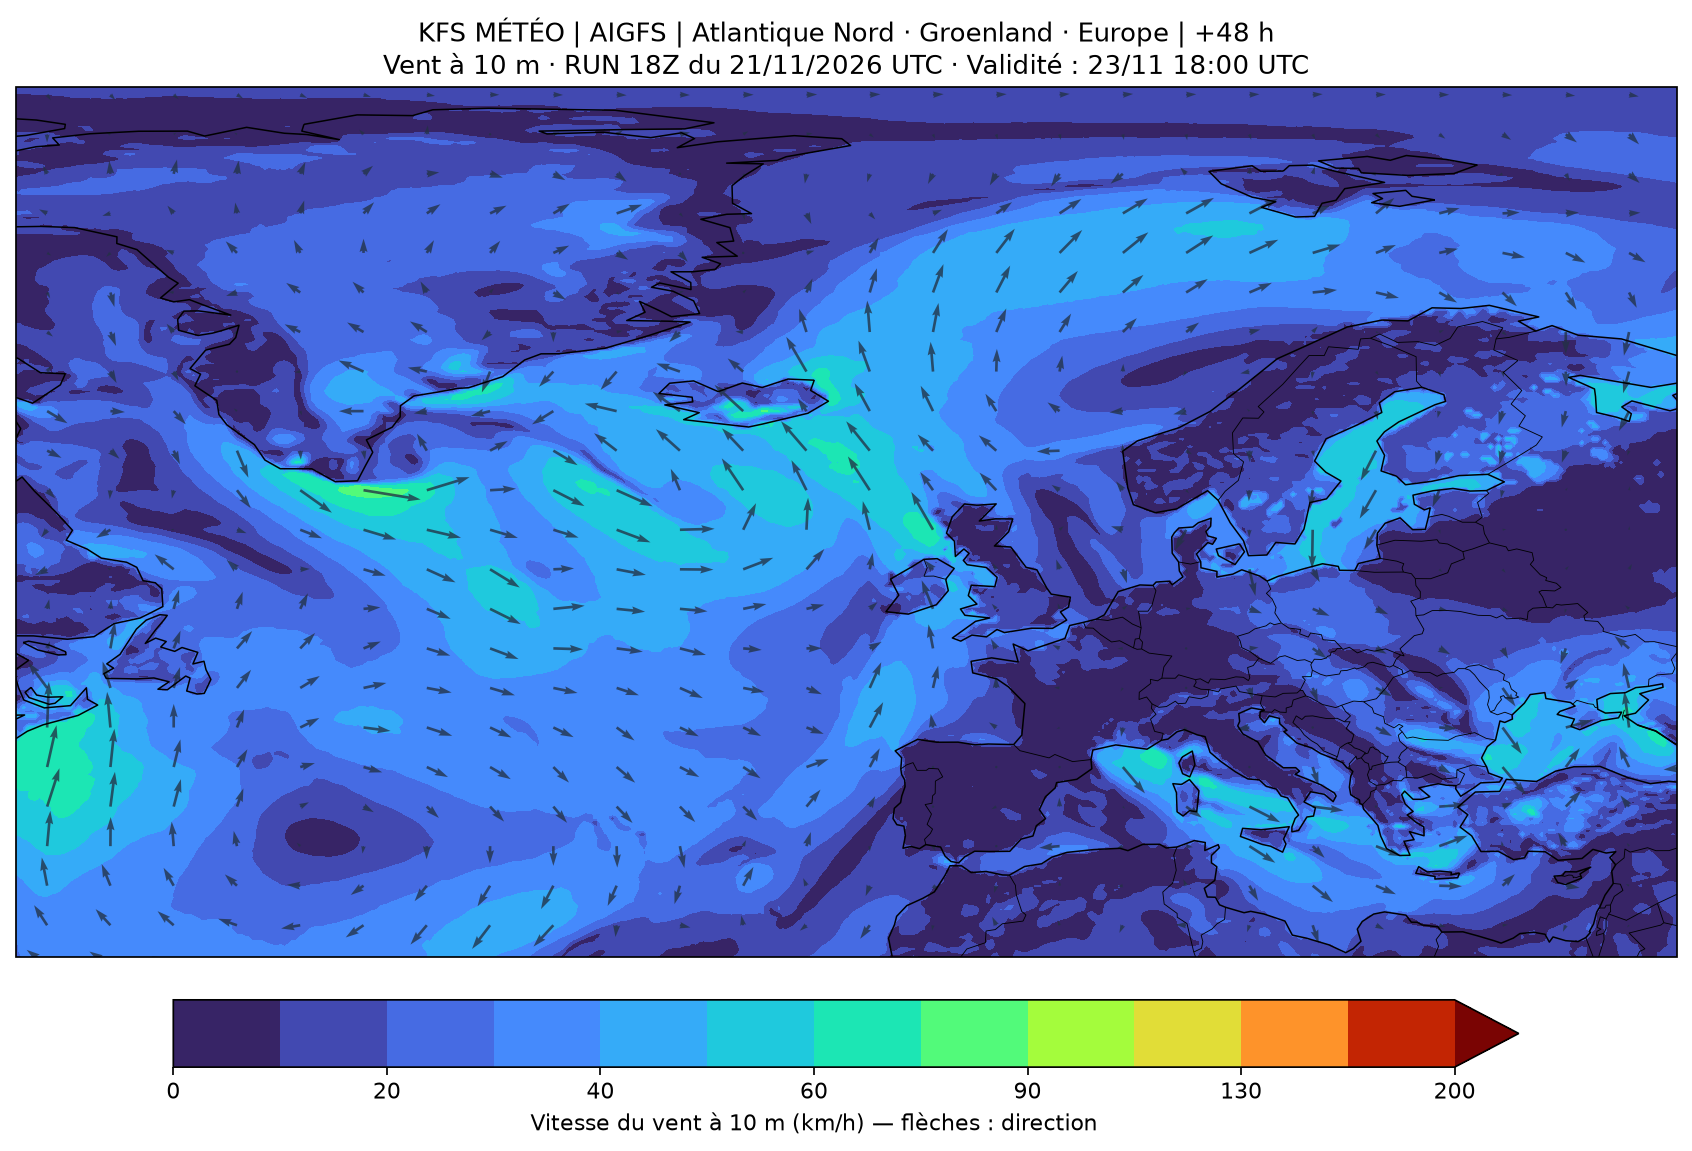 KFS MÉTÉO | AIGFS | Atlantique Nord · Groenland · Europe | +48 h
Vent à 10 m · RUN 18Z du 21/11/2026 UTC · Validité : 23/11 18:00 UTC
0 20 40 60 90 130 200
Vitesse du vent à 10 m (km/h) — flèches : direction